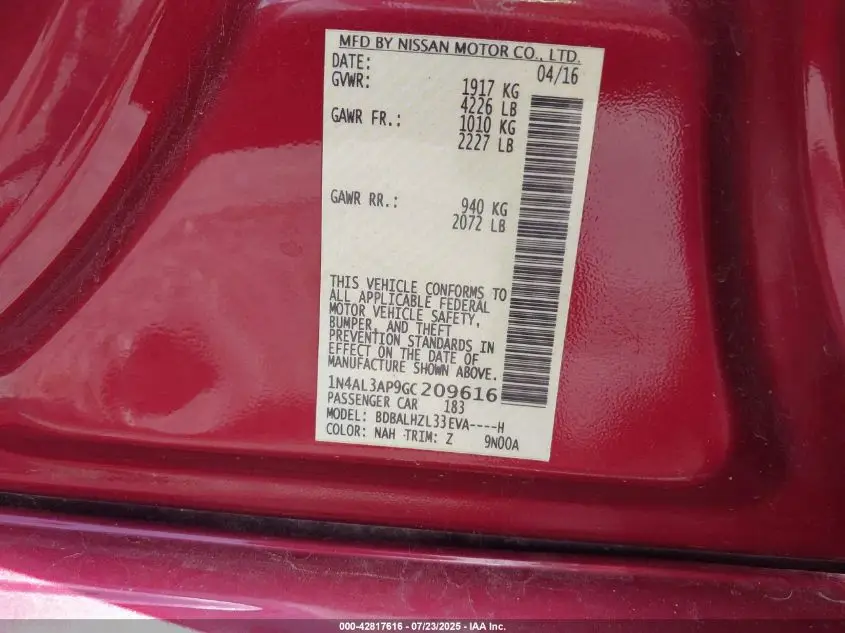 MFD BY NISSAN MOTOR CO., LTD.
DATE: 04/16
GVWR: 1917 KG
4226 LB
GAWR FR.: 1010 KG
2227 LB
GAWR RR.: 940 KG
2072 LB
THIS VEHICLE CONFORMS TO
ALL APPLICABLE FEDERAL
MOTOR VEHICLE SAFETY,
BUMPER, AND THEFT
PREVENTION STANDARDS IN
EFFECT ON THE DATE OF
MANUFACTURE SHOWN ABOVE.
1N4AL3AP9GC209616
PASSENGER CAR 183
MODEL: BDBALHZL33EVA----H
COLOR: NAH TRIM: Z 9N00A
000-42817616 - 07/23/2025 - IAA Inc.